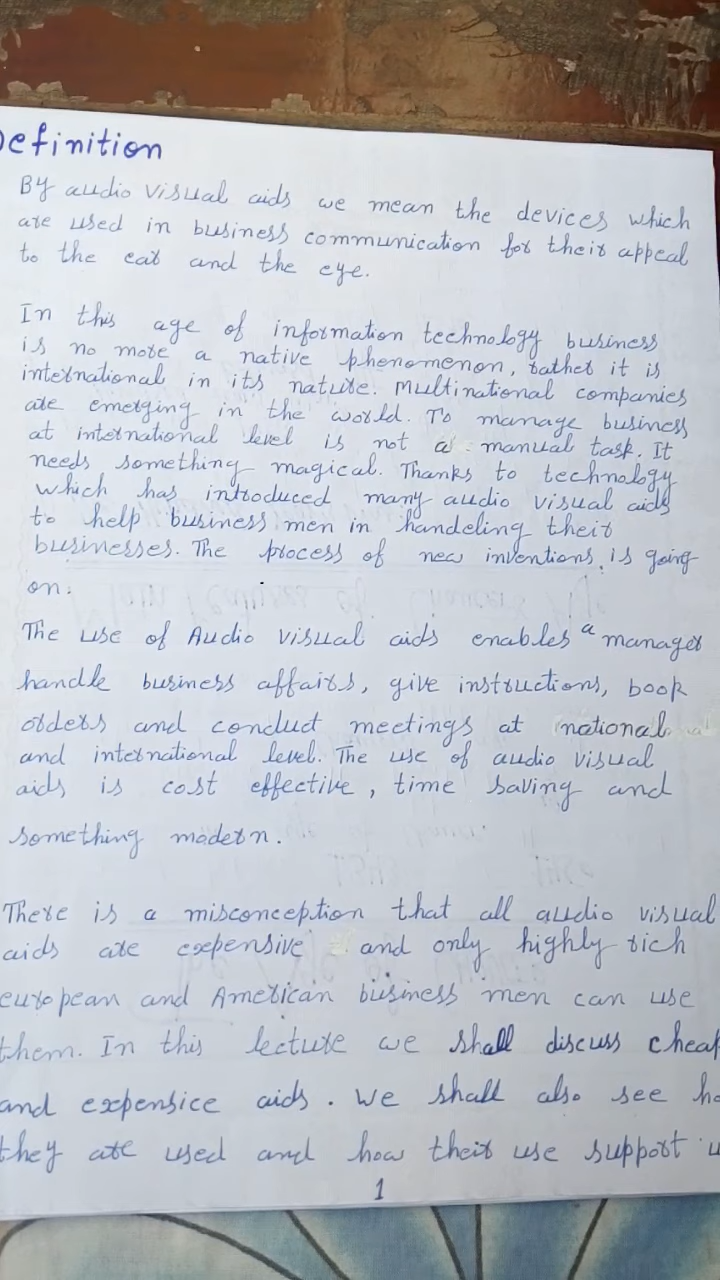 Definition
By audio visual aids we mean the devices which
are used in business communication for their appeal
to the ear and the eye.
In this age of information technology business
is no more a native phenomenon, rather it is
international in its nature. Multinational companies
are emerging in the world. To manage business
at international level is not a manual task. It
needs something magical. Thanks to technology
which has introduced many audio visual aids
to help business men in handeling their
businesses. The process of new inventions is going
on.
The use of Audio visual aids enables a manager
handle business affairs, give instructions, book
orders and conduct meetings at national
and international level. The use of audio visual
aids is cost effective, time saving and
something modern.
There is a misconception that all audio visual
aids are expensive and only highly rich
european and American business men can use
them. In this lecture we shall discuss cheap
and expensice aids. We shall also see ho
they are used and how their use support u
1